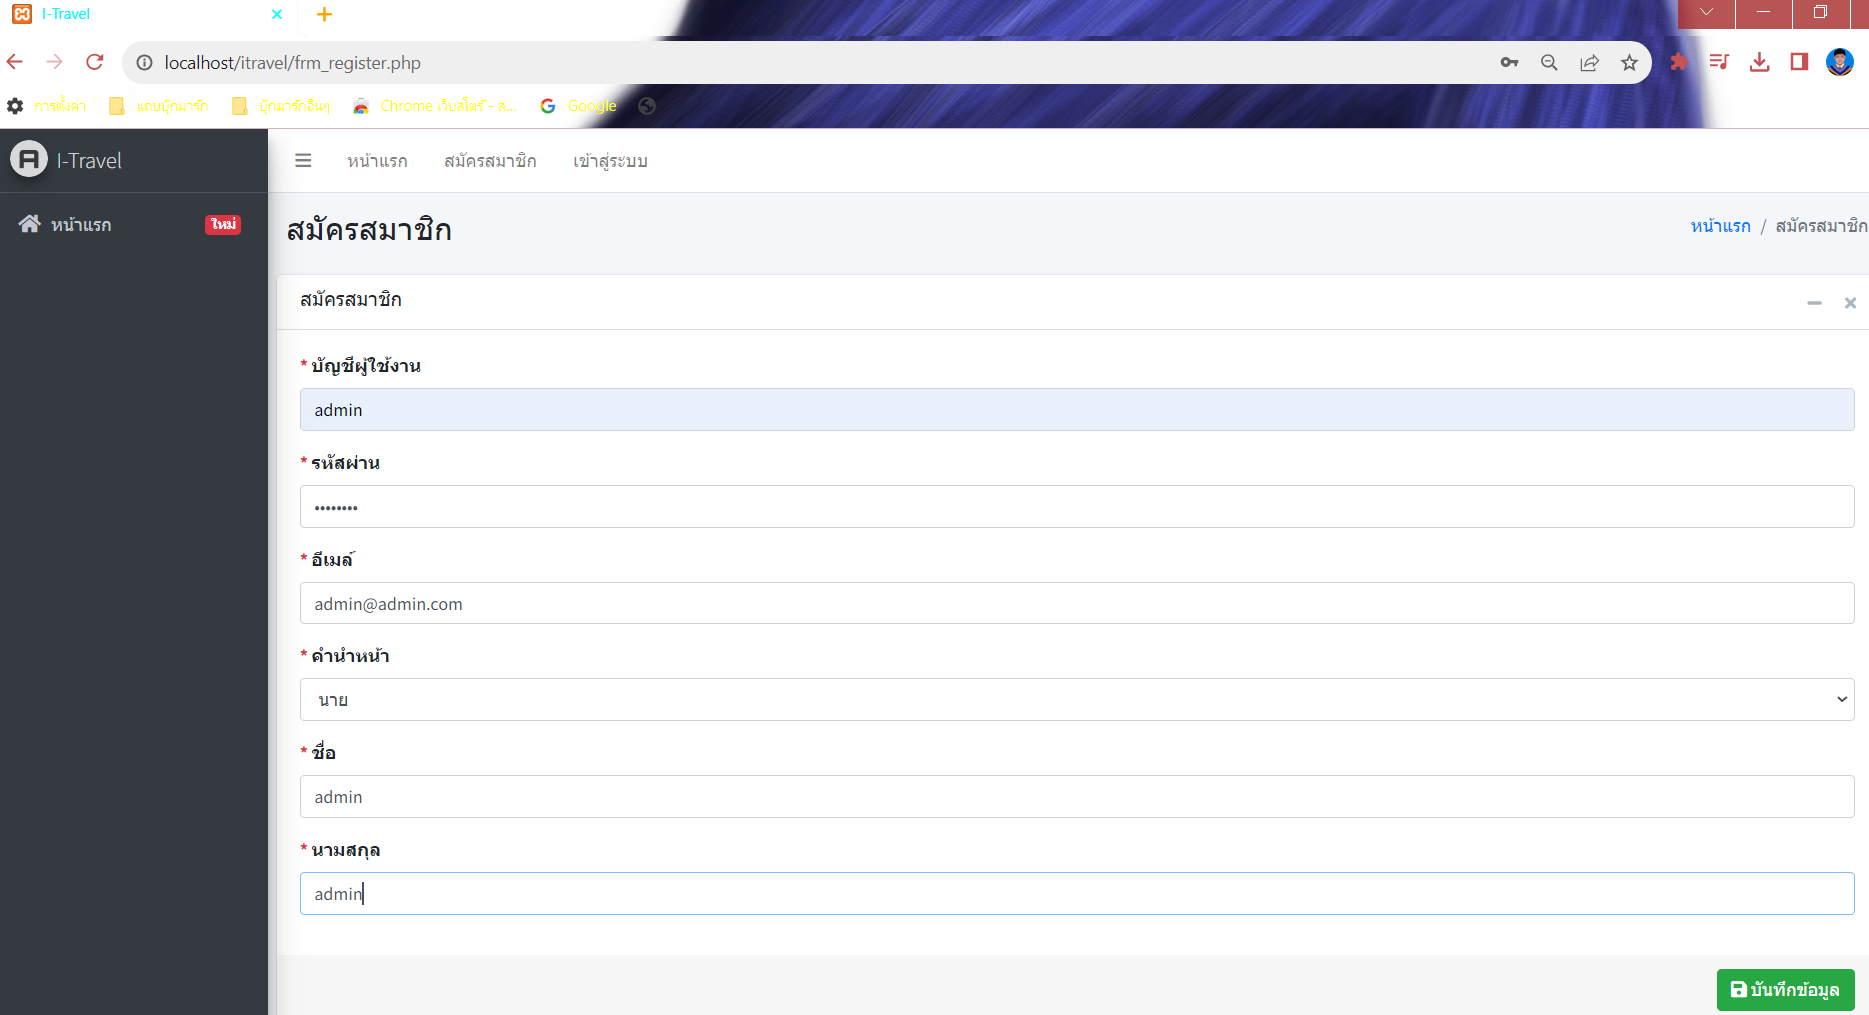 I-Travel
localhost/itravel/frm_register.php
การตั้งค่า แถบบุ๊กมาร์ก บุ๊กมาร์กอื่นๆ Chrome เว็บสโตร์ - ส... Google
I-Travel
หน้าแรก สมัครสมาชิก เข้าสู่ระบบ
หน้าแรก ใหม่
สมัครสมาชิก
หน้าแรก / สมัครสมาชิก
สมัครสมาชิก
* บัญชีผู้ใช้งาน
admin
* รหัสผ่าน
••••••••
* อีเมล์
admin@admin.com
* คำนำหน้า
นาย
* ชื่อ
admin
* นามสกุล
admin
บันทึกข้อมูล